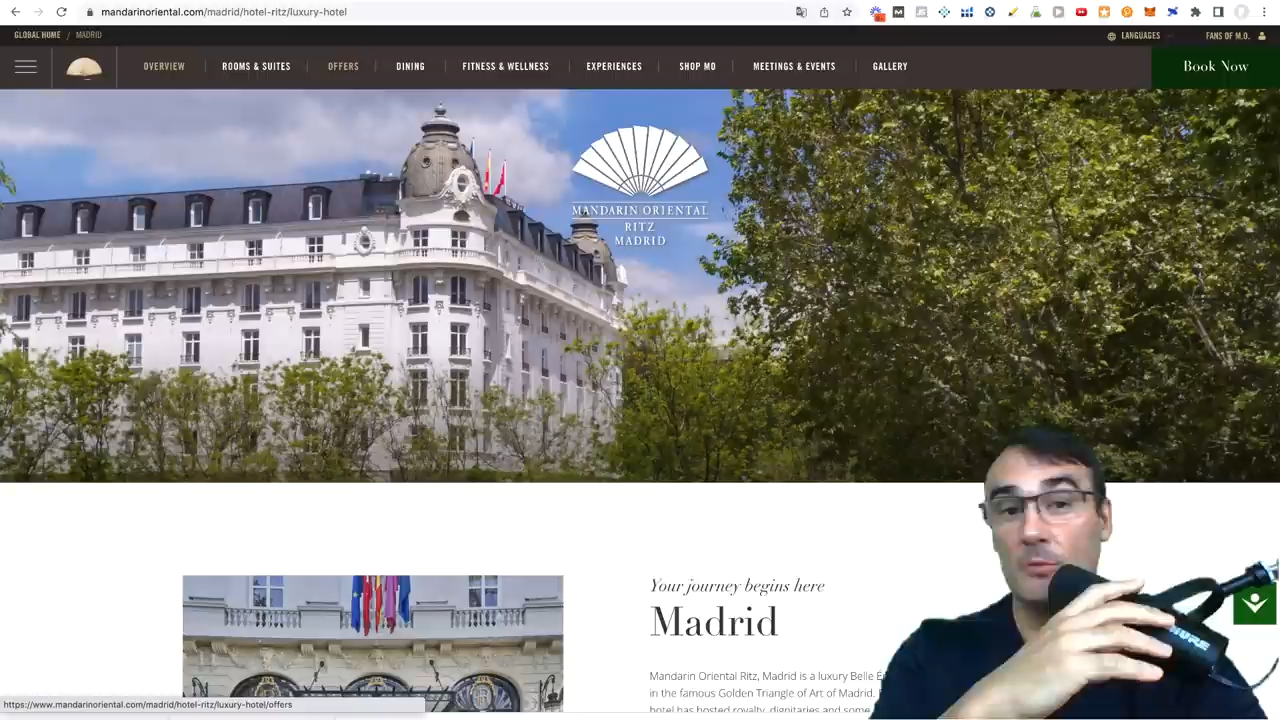 mandarinoriental.com/madrid/hotel-ritz/luxury-hotel
GLOBAL HOME / MADRID
LANGUAGES
FANS OF M.O.
OVERVIEW
ROOMS & SUITES
OFFERS
DINING
FITNESS & WELLNESS
EXPERIENCES
SHOP MO
MEETINGS & EVENTS
GALLERY
Book Now
MANDARIN ORIENTAL
RITZ
MADRID
Your journey begins here
Madrid
Mandarin Oriental Ritz, Madrid is a luxury Belle
in the famous Golden Triangle of Art of Madrid.
hotel has hosted royalty, dignitaries and some
SHURE
https://www.mandarinoriental.com/madrid/hotel-ritz/luxury-hotel/offers